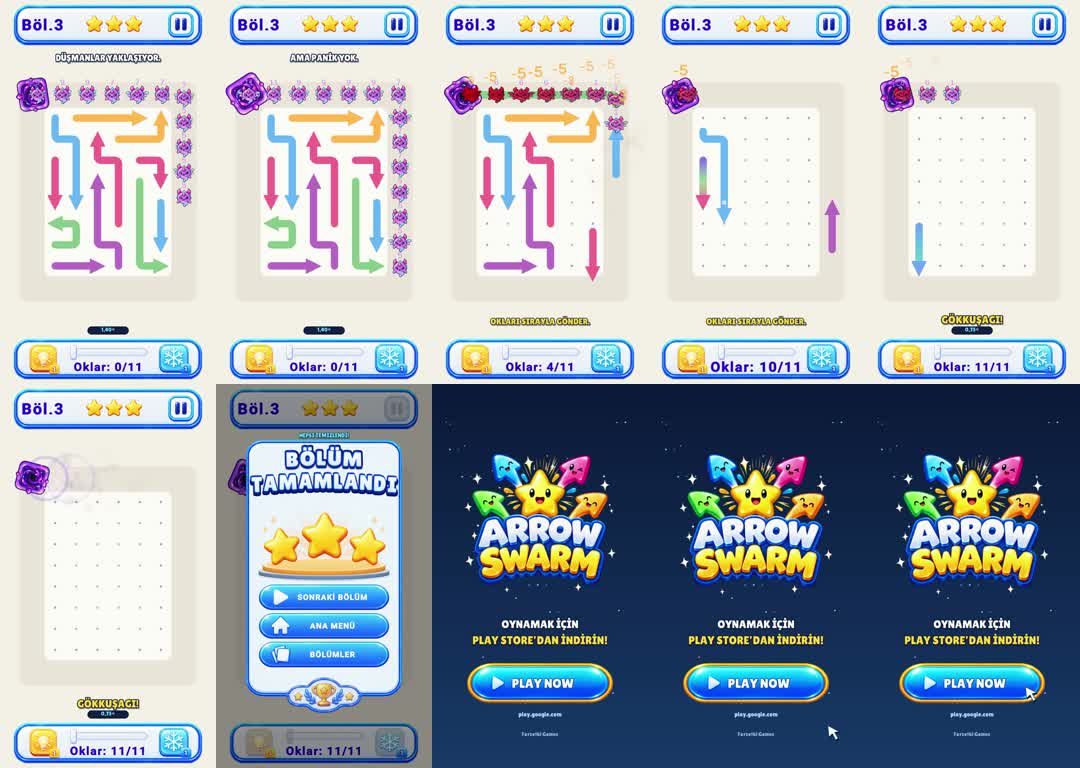 Böl.3
DÜŞMANLAR YAKLAŞIYOR.
Oklar: 0/11
Böl.3
AMA PANİK YOK.
Oklar: 0/11
Böl.3
-5 -5 -5 -5 -5 -5
OKLARI SIRAYLA GÖNDER.
Oklar: 4/11
Böl.3
-5
OKLARI SIRAYLA GÖNDER.
Oklar: 10/11
Böl.3
-5
GÖKKUŞAĞI!
Oklar: 11/11
Böl.3
GÖKKUŞAĞI!
Oklar: 11/11
Böl.3
HEPSİ TEMİZLENDİ!
BÖLÜM
TAMAMLANDI
SONRAKİ BÖLÜM
ANA MENÜ
BÖLÜMLER
Oklar: 11/11
ARROW
SWARM
OYNAMAK İÇİN
PLAY STORE'DAN İNDİRİN!
PLAY NOW
play.google.com
ARROW
SWARM
OYNAMAK İÇİN
PLAY STORE'DAN İNDİRİN!
PLAY NOW
play.google.com
ARROW
SWARM
OYNAMAK İÇİN
PLAY STORE'DAN İNDİRİN!
PLAY NOW
play.google.com